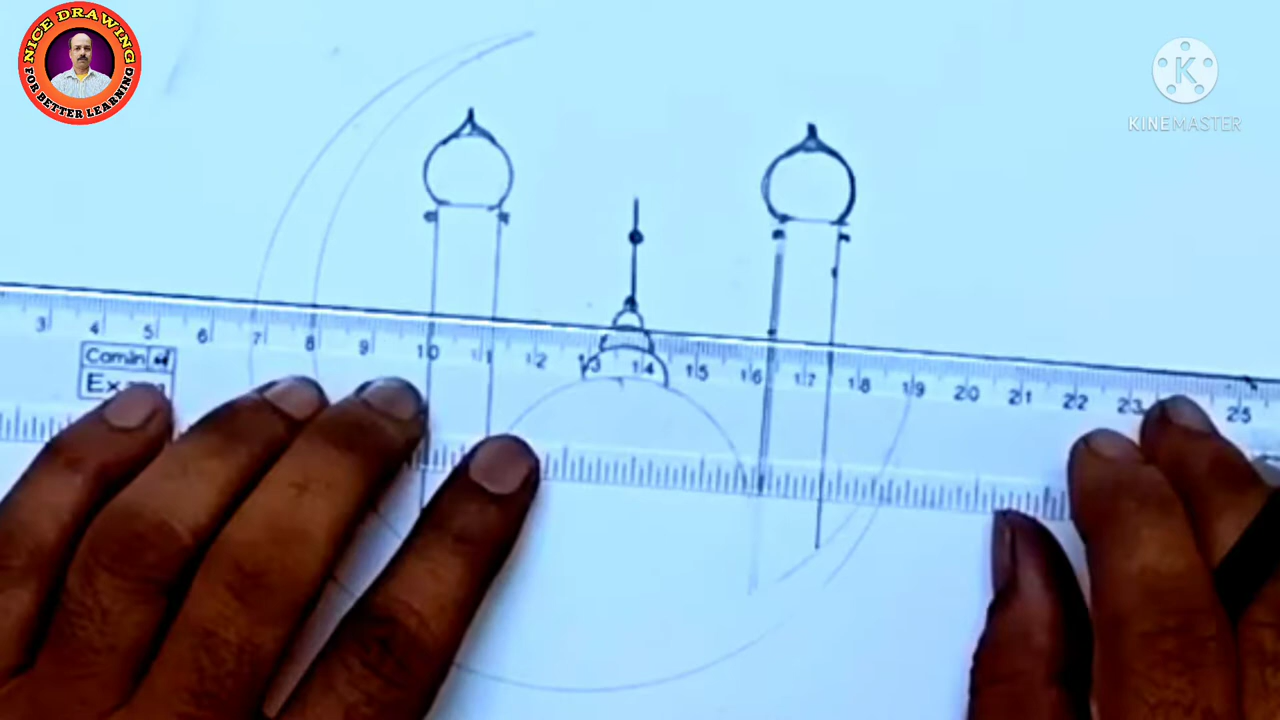 NICE DRAWING
FOR BETTER LEARNING
K
KINEMASTER
3 4 5 6 7 8 9 10 11 12 13 14 15 16 17 18 19 20 21 22 23 25
Camlin
Exam